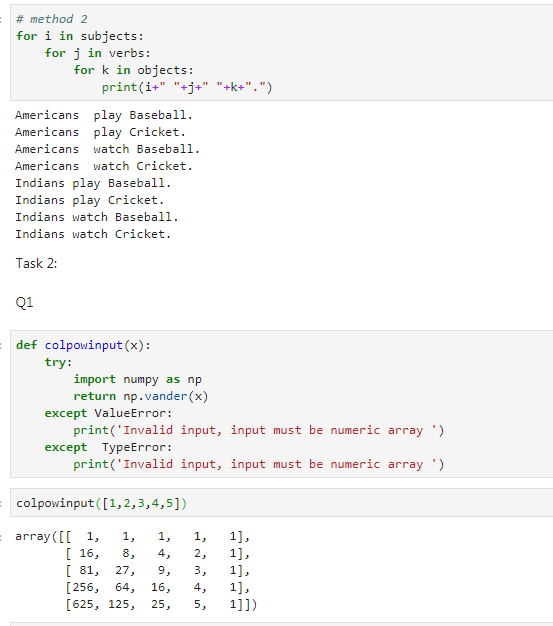 # method 2
for i in subjects:
    for j in verbs:
        for k in objects:
            print(i+" "+j+" "+k+".")
Americans  play Baseball.
Americans  play Cricket.
Americans  watch Baseball.
Americans  watch Cricket.
Indians play Baseball.
Indians play Cricket.
Indians watch Baseball.
Indians watch Cricket.
Task 2:
Q1
def colpowinput(x):
    try:
        import numpy as np
        return np.vander(x)
    except ValueError:
        print('Invalid input, input must be numeric array ')
    except  TypeError:
        print('Invalid input, input must be numeric array ')
colpowinput([1,2,3,4,5])
array([[  1,   1,   1,   1,   1],
       [ 16,   8,   4,   2,   1],
       [ 81,  27,   9,   3,   1],
       [256,  64,  16,   4,   1],
       [625, 125,  25,   5,   1]])